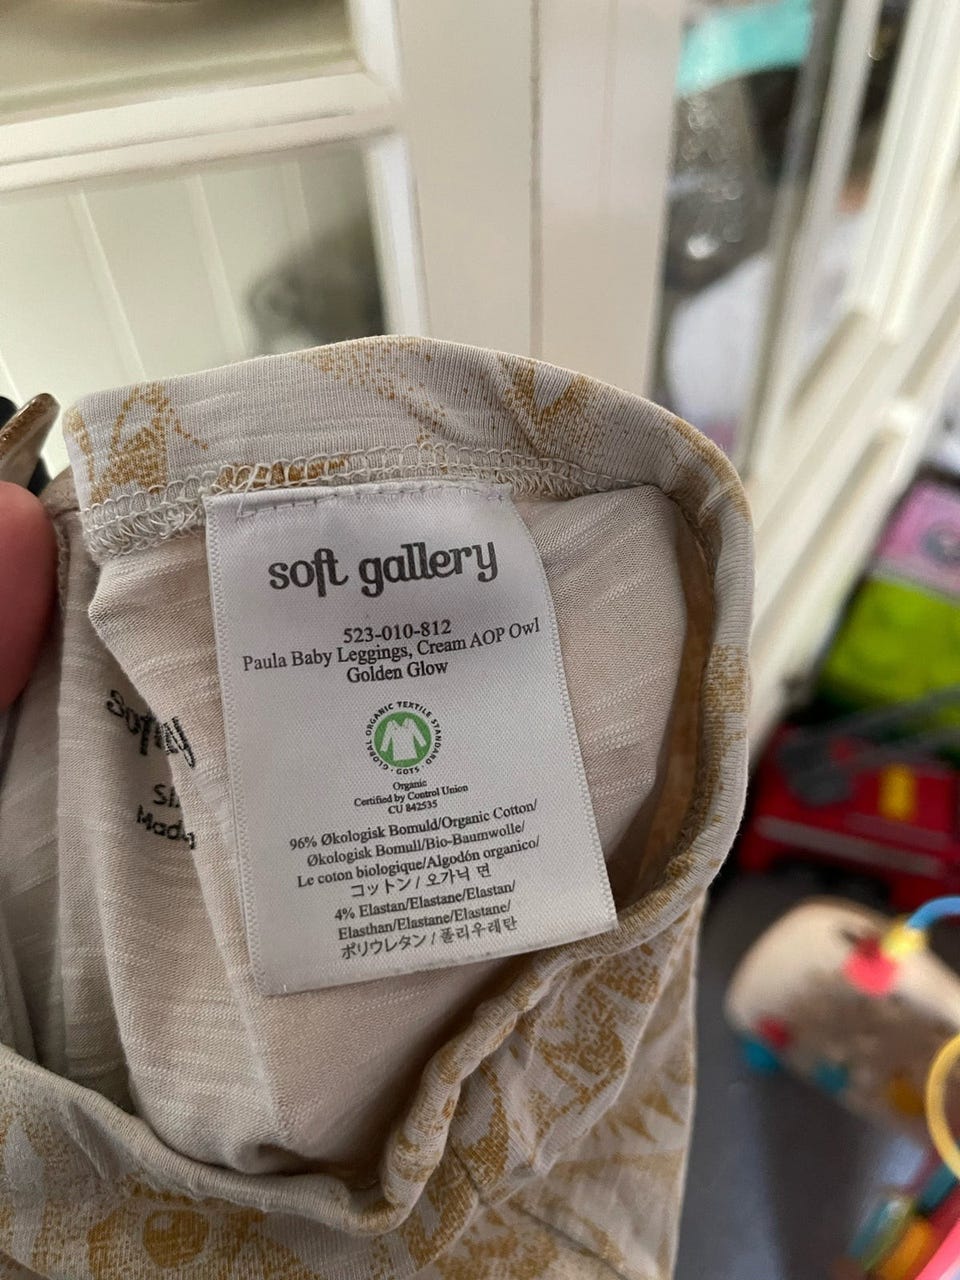 soft gallery
523-010-812
Paula Baby Leggings, Cream AOP Owl
Golden Glow
GLOBAL ORGANIC TEXTILE STANDARD · GOTS ·
Organic
Certified by Control Union
CU 842535
96% Økologisk Bomuld/Organic Cotton/
Økologisk Bomull/Bio-Baumwolle/
Le coton biologique/Algodón organico/
コットン / 오가닉 면
4% Elastan/Elastane/Elastan/
Elasthan/Elastane/Elastane/
ポリウレタン / 폴리우레탄
Made